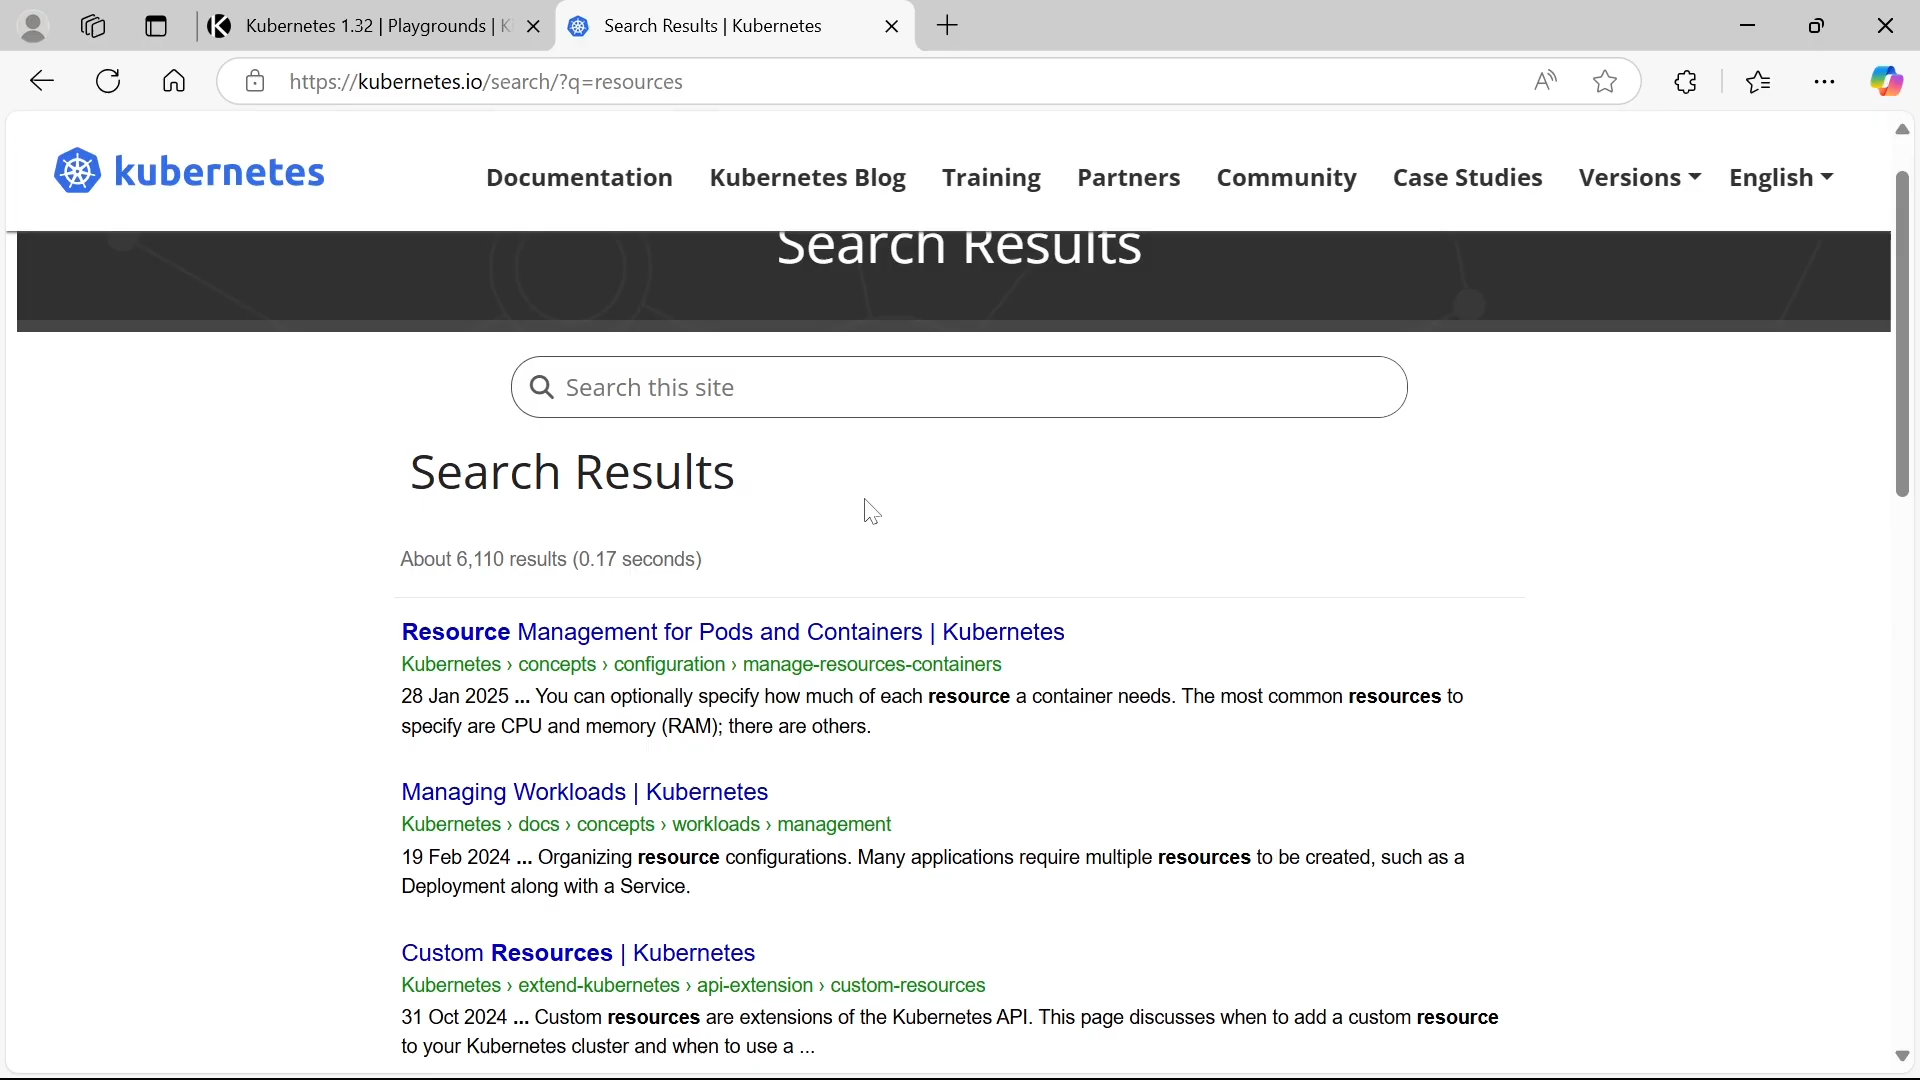 Kubernetes 1.32 | Playgrounds | Ki
Search Results | Kubernetes
https://kubernetes.io/search/?q=resources
kubernetes
Documentation
Kubernetes Blog
Training
Partners
Community
Case Studies
Versions
English
Search Results
Search this site
Search Results
About 6,110 results (0.17 seconds)
Resource Management for Pods and Containers | Kubernetes
Kubernetes › concepts › configuration › manage-resources-containers
28 Jan 2025 ... You can optionally specify how much of each resource a container needs. The most common resources to
specify are CPU and memory (RAM); there are others.
Managing Workloads | Kubernetes
Kubernetes › docs › concepts › workloads › management
19 Feb 2024 ... Organizing resource configurations. Many applications require multiple resources to be created, such as a
Deployment along with a Service.
Custom Resources | Kubernetes
Kubernetes › extend-kubernetes › api-extension › custom-resources
31 Oct 2024 ... Custom resources are extensions of the Kubernetes API. This page discusses when to add a custom resource
to your Kubernetes cluster and when to use a ...